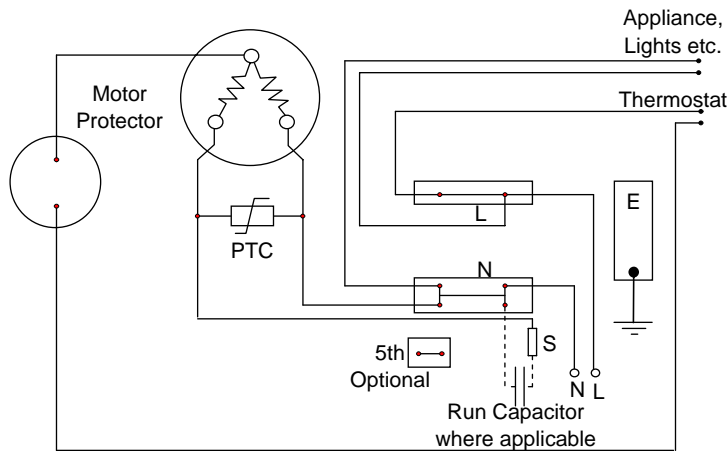 Appliance,
Lights etc.
Motor
Protector
Thermostat
L
E
PTC
N
S
5th
Optional
N L
Run Capacitor
where applicable